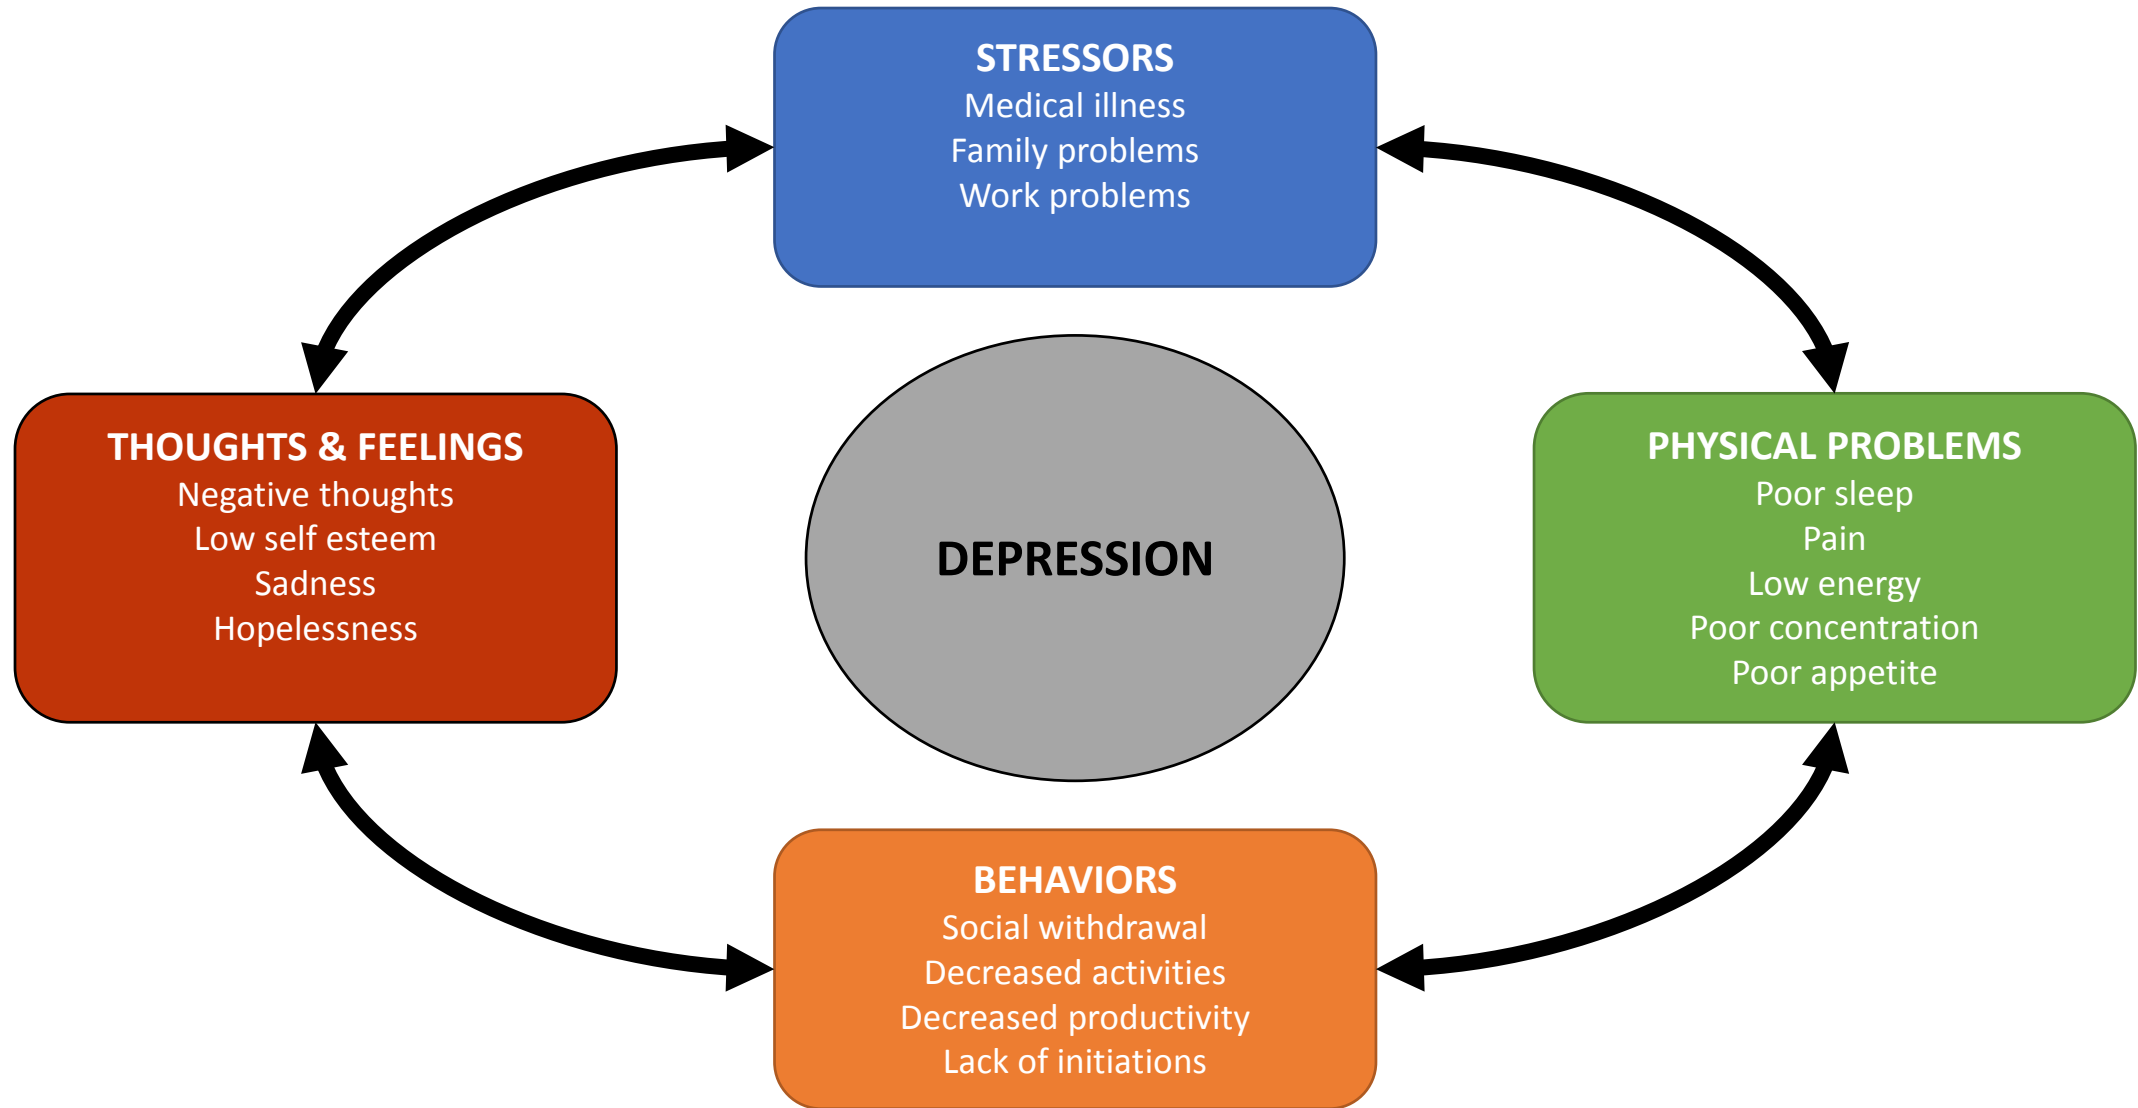 STRESSORS
Medical illness
Family problems
Work problems
THOUGHTS & FEELINGS
Negative thoughts
Low self esteem
Sadness
Hopelessness
DEPRESSION
PHYSICAL PROBLEMS
Poor sleep
Pain
Low energy
Poor concentration
Poor appetite
BEHAVIORS
Social withdrawal
Decreased activities
Decreased productivity
Lack of initiations